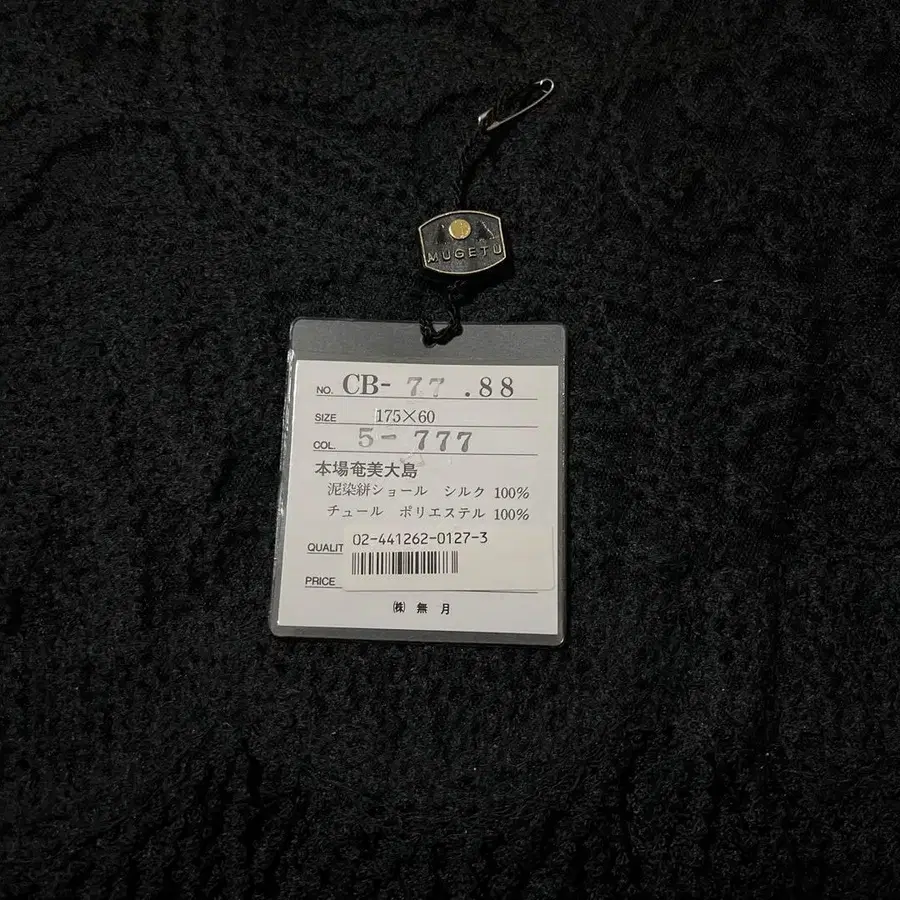 MUGETU
NO. CB- 77 .88
SIZE 175×60
COL. 5- 777
本場奄美大島
泥染絣ショール シルク 100%
チュール ポリエステル 100%
02-441262-0127-3
QUALIT
PRICE
㈱ 無 月